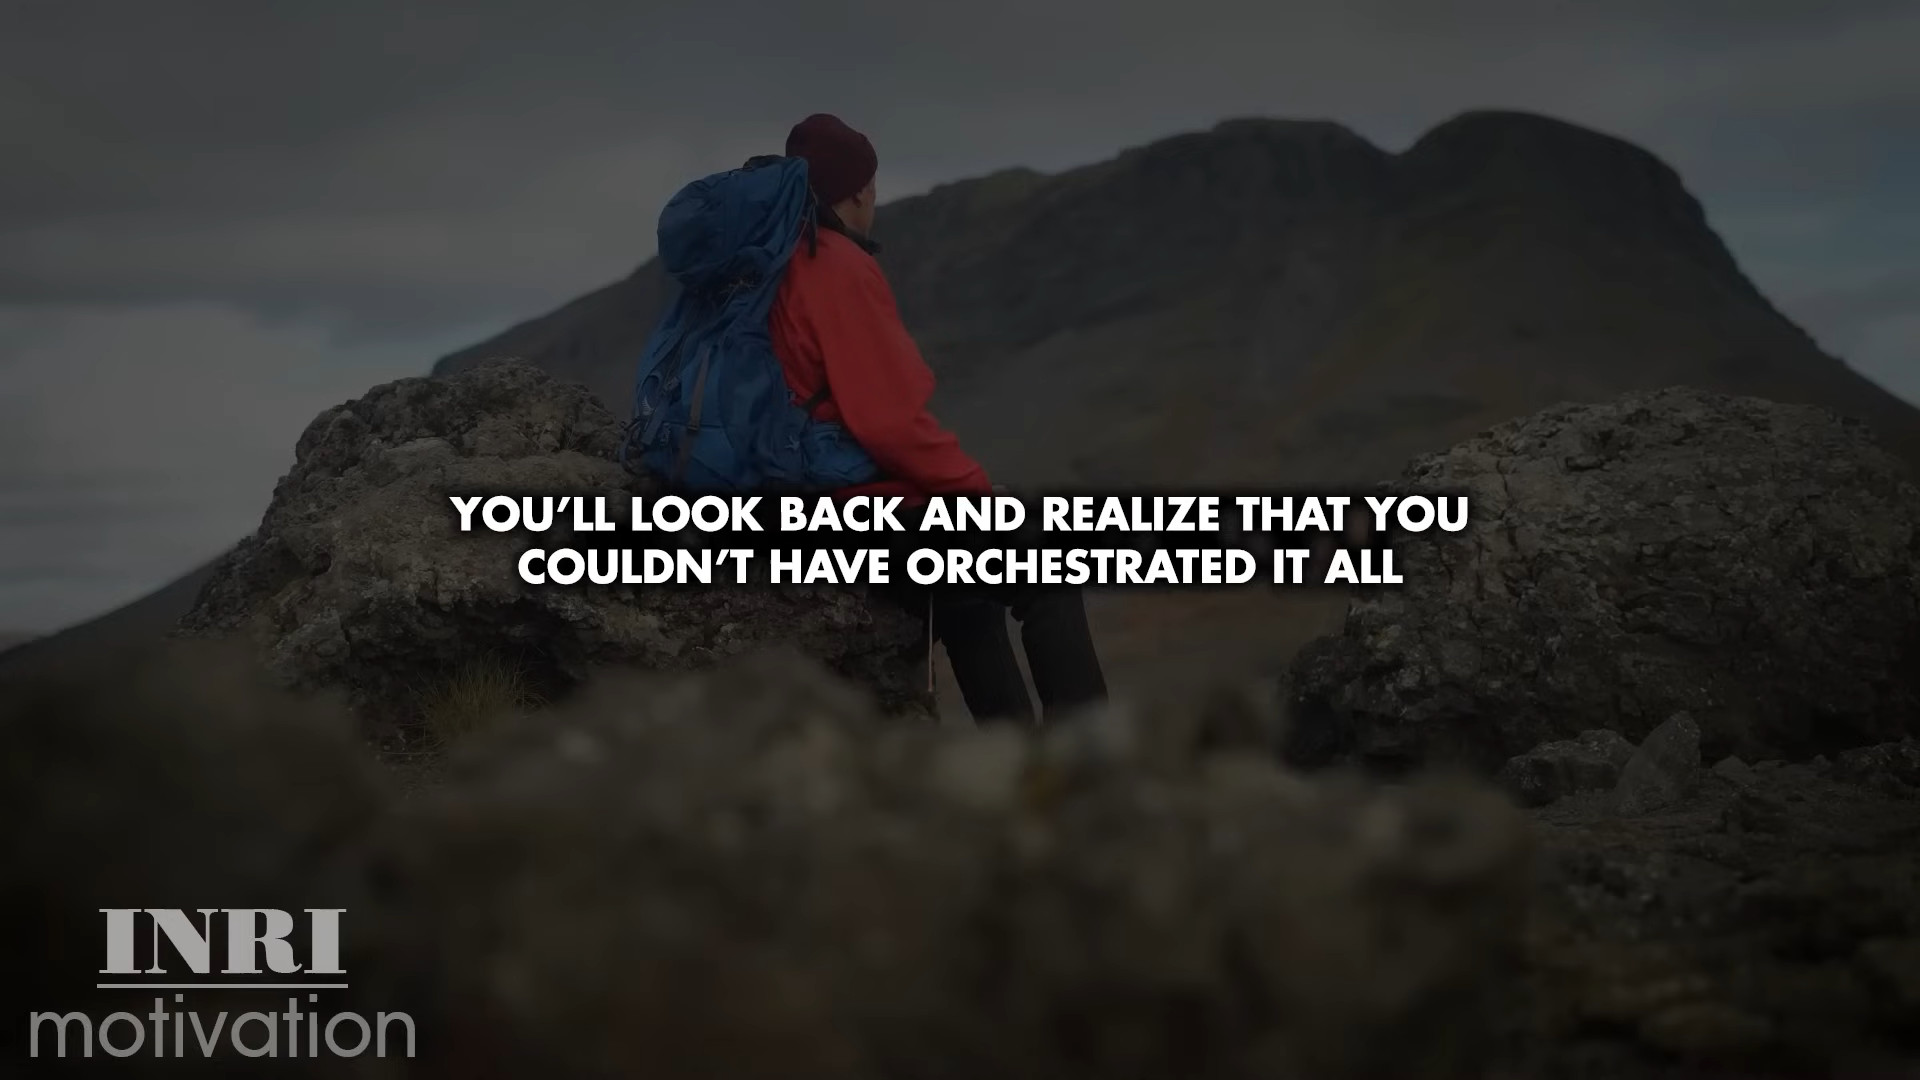 YOU’LL LOOK BACK AND REALIZE THAT YOU
COULDN’T HAVE ORCHESTRATED IT ALL
INRI
motivation